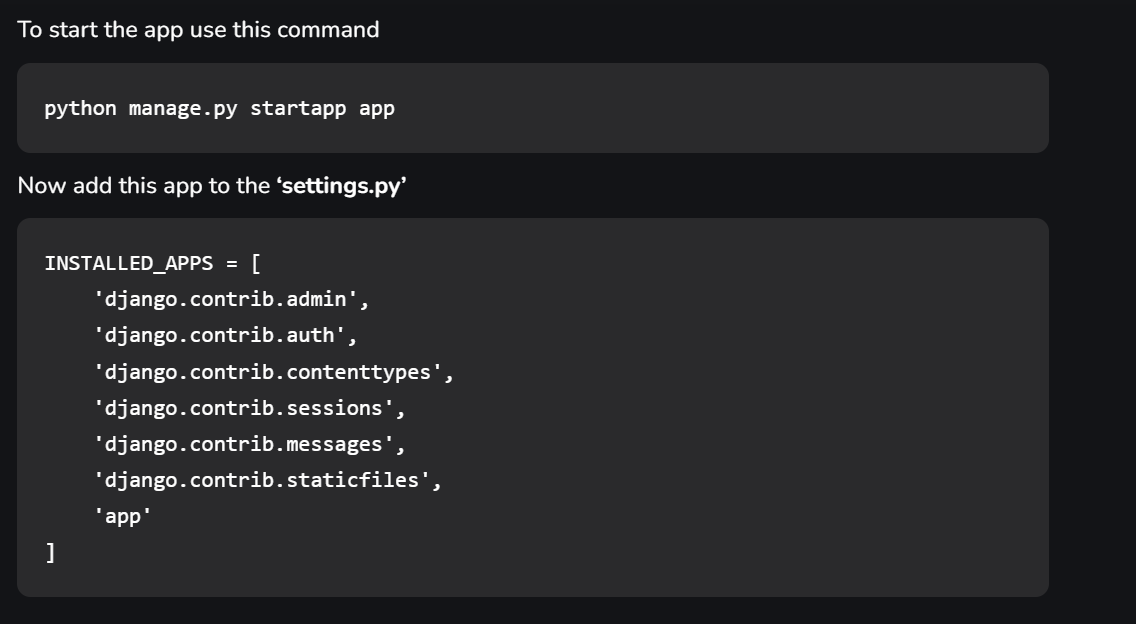 To start the app use this command
python manage.py startapp app
Now add this app to the ‘settings.py’
INSTALLED_APPS = [
    'django.contrib.admin',
    'django.contrib.auth',
    'django.contrib.contenttypes',
    'django.contrib.sessions',
    'django.contrib.messages',
    'django.contrib.staticfiles',
    'app'
]